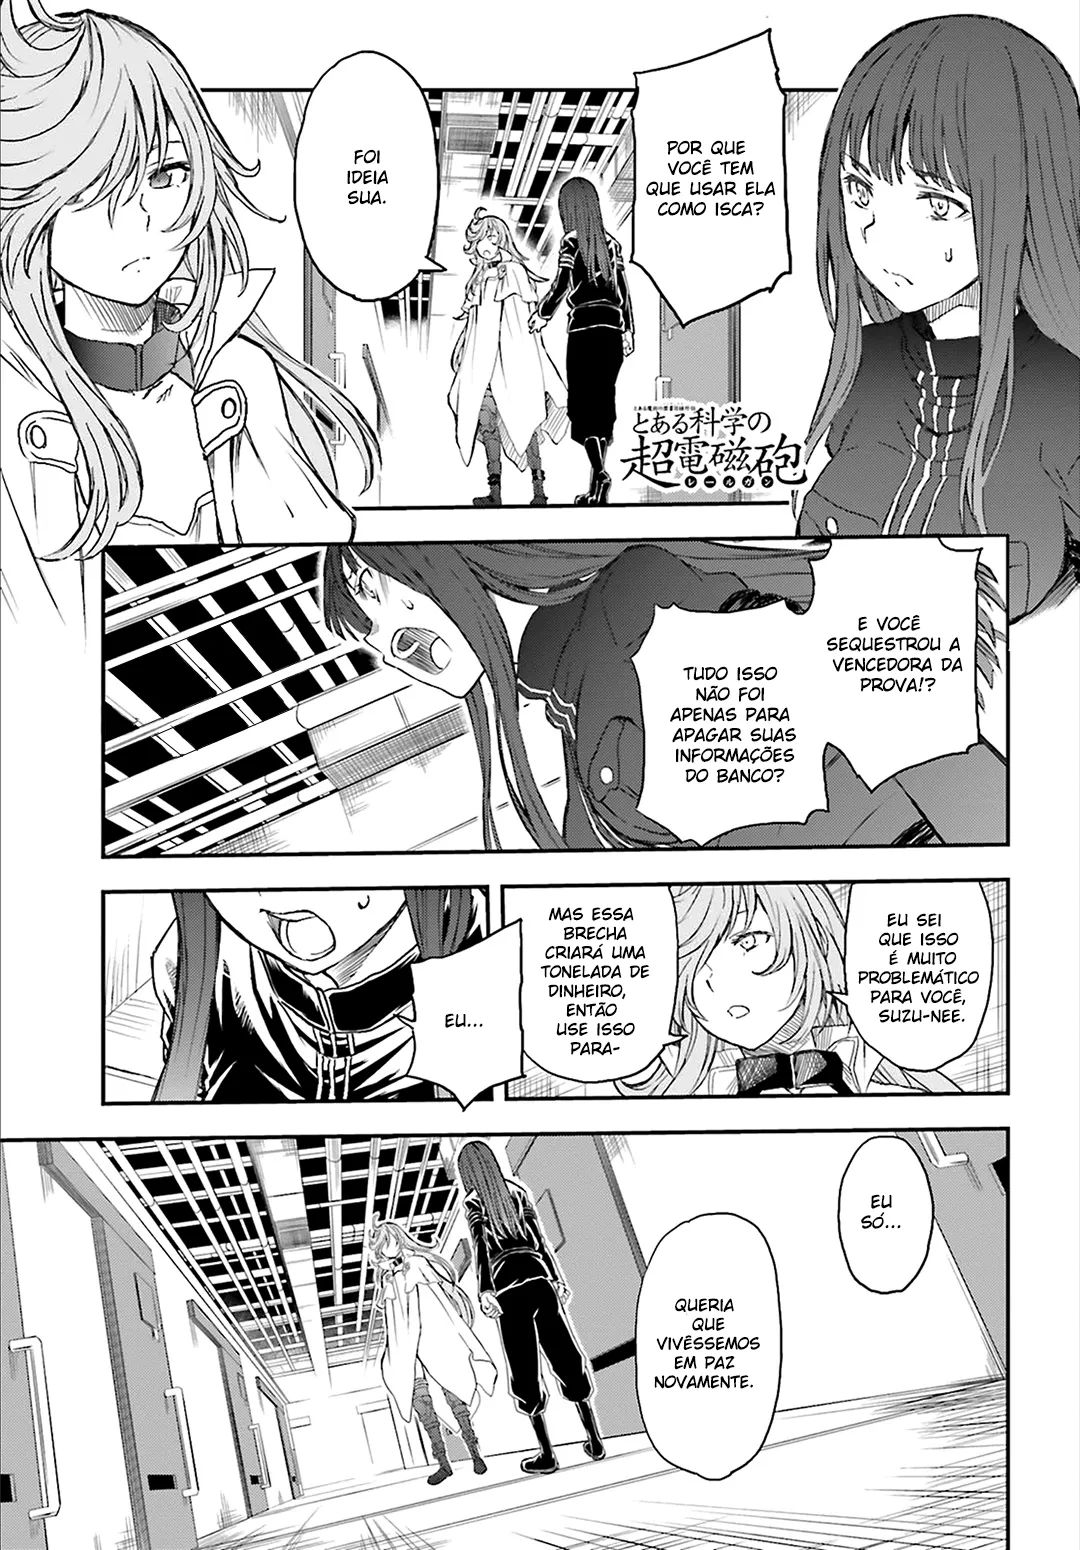 POR QUE
VOCÊ TEM
QUE USAR ELA
COMO ISCA?
FOI
IDEIA
SUA.
とある科学の
超電磁砲
レールガン
E VOCÊ
SEQUESTROU A
VENCEDORA DA
PROVA!?
TUDO ISSO
NÃO FOI
APENAS PARA
APAGAR SUAS
INFORMAÇÕES
DO BANCO?
EU SEI
QUE ISSO
É MUITO
PROBLEMÁTICO
PARA VOCÊ,
SUZU-NEE.
MAS ESSA
BRECHA
CRIARÁ UMA
TONELADA DE
DINHEIRO,
ENTÃO
USE ISSO
PARA-
EU...
EU
SÓ...
QUERIA
QUE
VIVÊSSEMOS
EM PAZ
NOVAMENTE.